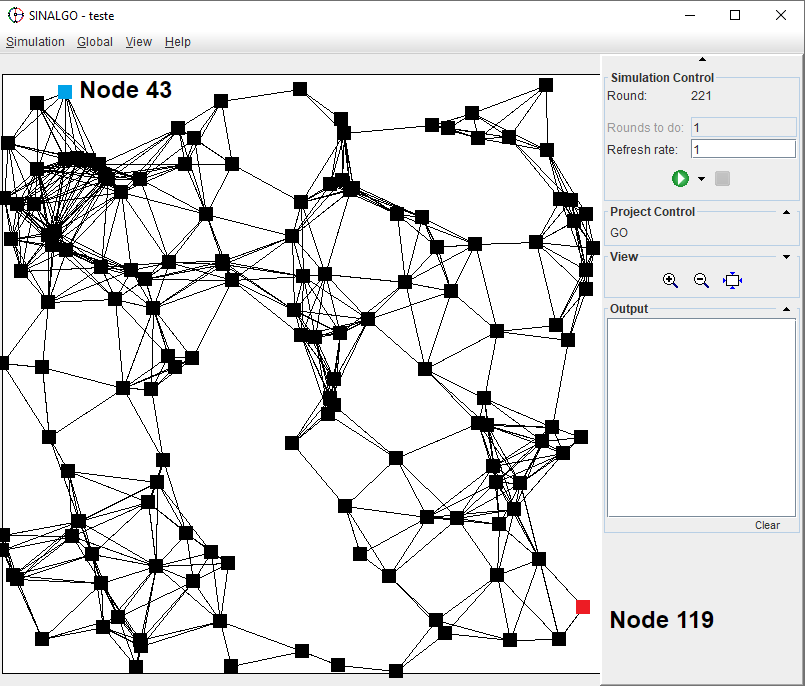 SINALGO - teste
Simulation Global View Help
Node 43
Simulation Control
Round: 221
Rounds to do: 1
Refresh rate: 1
Project Control
GO
View
Output
Clear
Node 119